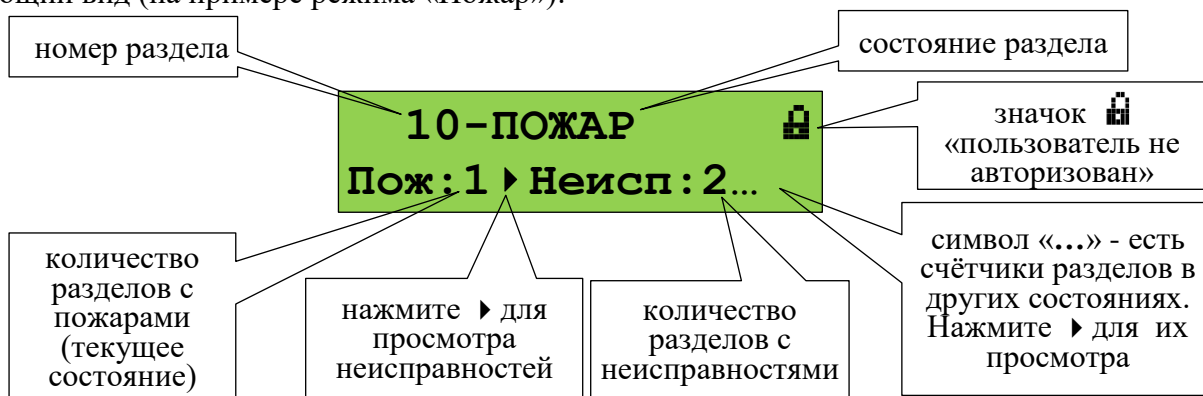 ощий вид (на примере режима «Пожар»).
номер раздела
состояние раздела
10-ПОЖАР
Пож:1 Неисп:2…
значок
«пользователь не
авторизован»
количество
разделов с
пожарами
(текущее
состояние)
нажмите для
просмотра
неисправностей
количество
разделов с
неисправностями
символ «...» - есть
счётчики разделов в
других состояниях.
Нажмите для их
просмотра